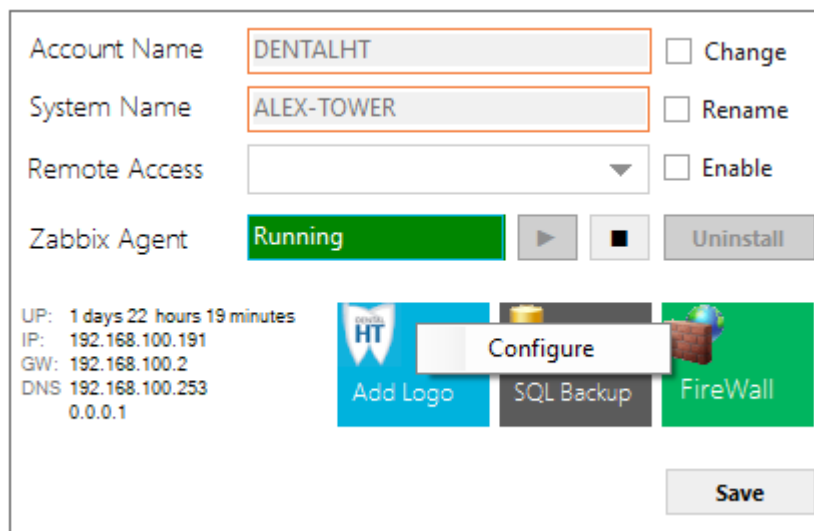 Account Name DENTALHT Change
System Name ALEX-TOWER Rename
Remote Access Enable
Zabbix Agent Running Uninstall
UP: 1 days 22 hours 19 minutes
IP: 192.168.100.191
GW: 192.168.100.2
DNS 192.168.100.253
0.0.0.1
DENTAL
HT
Configure
Add Logo SQL Backup FireWall
Save